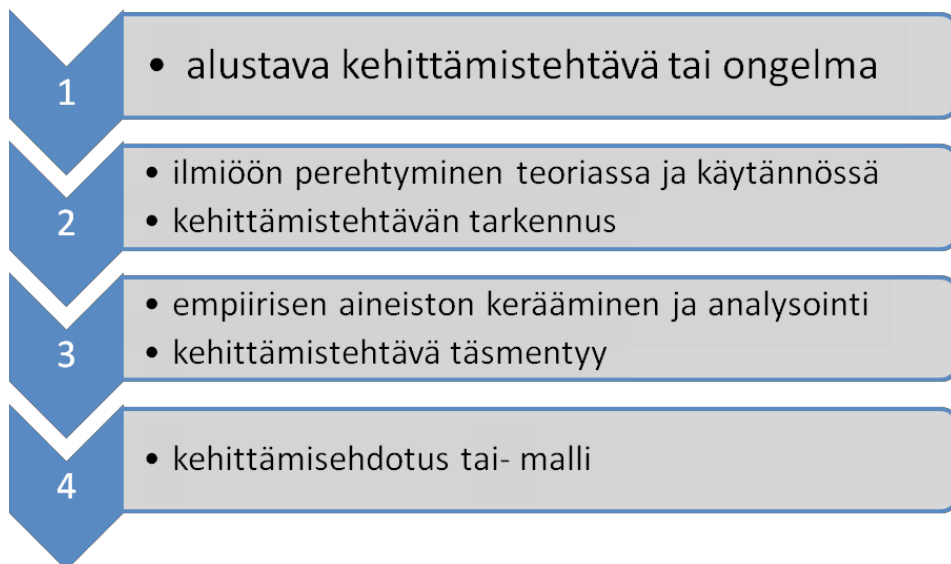 1
• alustava kehittämistehtävä tai ongelma
2
• ilmiöön perehtyminen teoriassa ja käytännössä
• kehittämistehtävän tarkennus
3
• empiirisen aineiston kerääminen ja analysointi
• kehittämistehtävä täsmentyy
4
• kehittämisehdotus tai- malli